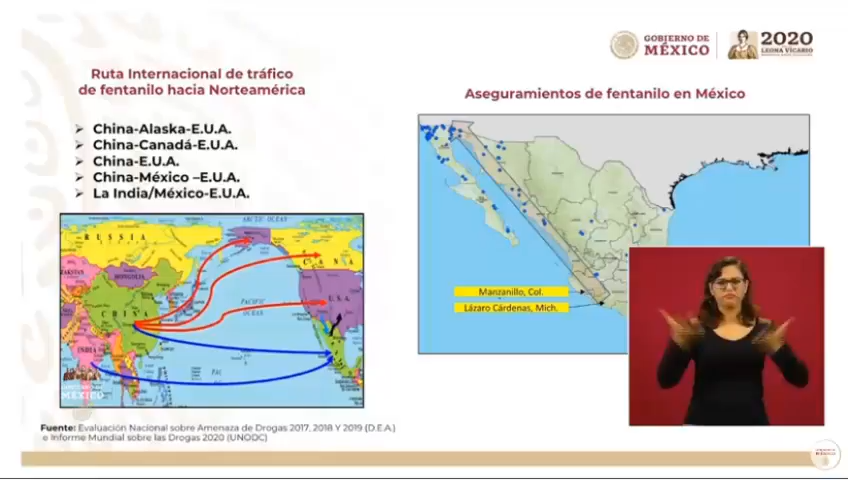 GOBIERNO DE
MÉXICO
2020
LEONA VICARIO
Ruta Internacional de tráfico
de fentanilo hacia Norteamérica
Aseguramientos de fentanilo en México
China-Alaska-E.U.A.
China-Canadá-E.U.A.
China-E.U.A.
China-México –E.U.A.
La India/México-E.U.A.
ARCTIC OCEAN
RUSSIA
CANA
MONGOLIA
CHINA
PACIFIC
OCEAN
U.S.A.
INDIA
MÉXICO
Manzanillo, Col.
Lázaro Cárdenas, Mich.
Fuente: Evaluación Nacional sobre Amenaza de Drogas 2017, 2018 Y 2019 (D.E.A.)
e Informe Mundial sobre las Drogas 2020 (UNODC)